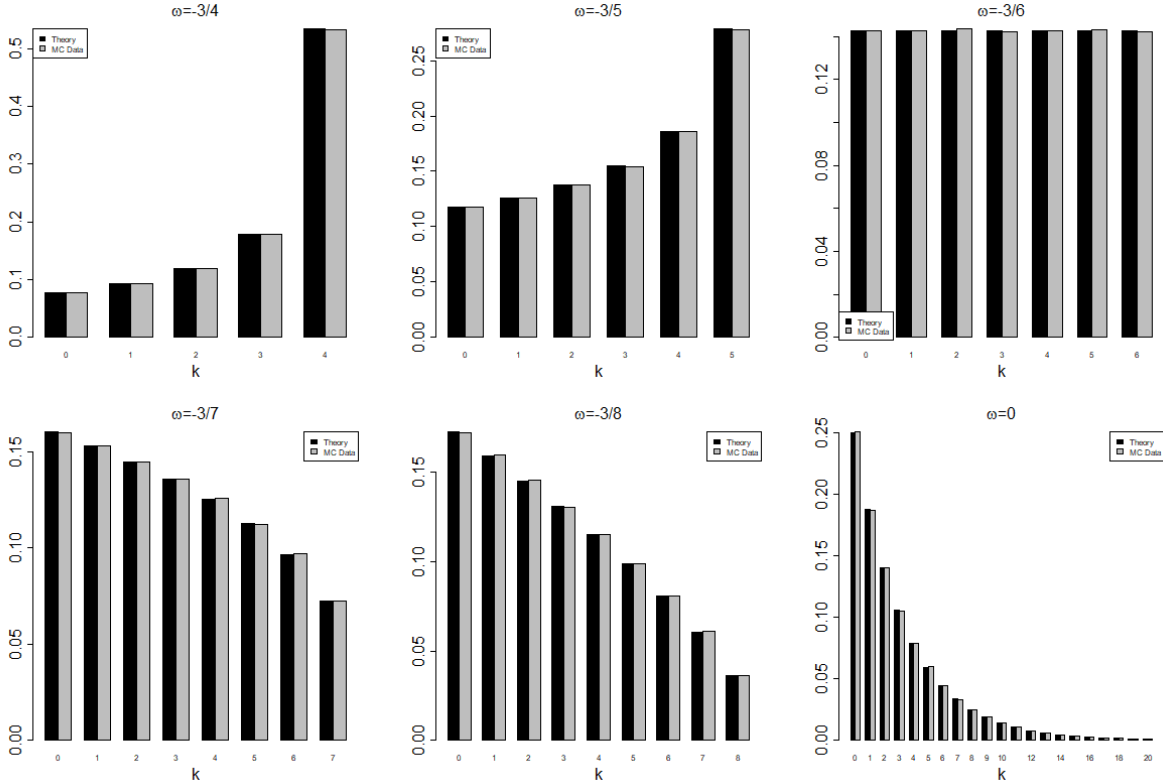 ω=-3/4
0.5
0.4
0.3
0.2
0.1
0.0
Theory
MC Data
0 1 2 3 4
k
ω=-3/5
0.25
0.20
0.15
0.10
0.05
0.00
Theory
MC Data
0 1 2 3 4 5
k
ω=-3/6
0.12
0.08
0.04
0.00
Theory
MC Data
0 1 2 3 4 5 6
k
ω=-3/7
0.15
0.10
0.05
0.00
Theory
MC Data
0 1 2 3 4 5 6 7
k
ω=-3/8
0.15
0.10
0.05
0.00
Theory
MC Data
0 1 2 3 4 5 6 7 8
k
ω=0
0.25
0.20
0.15
0.10
0.05
0.00
Theory
MC Data
0 1 2 3 4 5 6 7 8 9 10 12 14 16 18 20
k